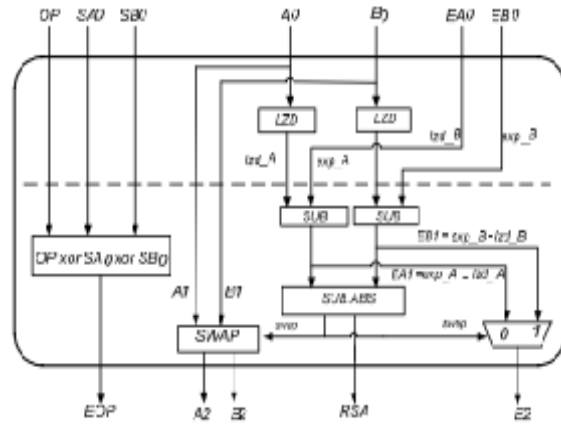 OP SA0 SB0 A0 B0 EA0 EB0
LZD LZD
lzd_A exp_A lzd_B exp_B
SUB SUB
OP xor SA0 xor SB0
EB1 = exp_B - lzd_B
A1 B1 EA1=exp_A - lzd_A
SUB ABS
SWAP swap swap 0 1
EOP A2 B2 RSA E2